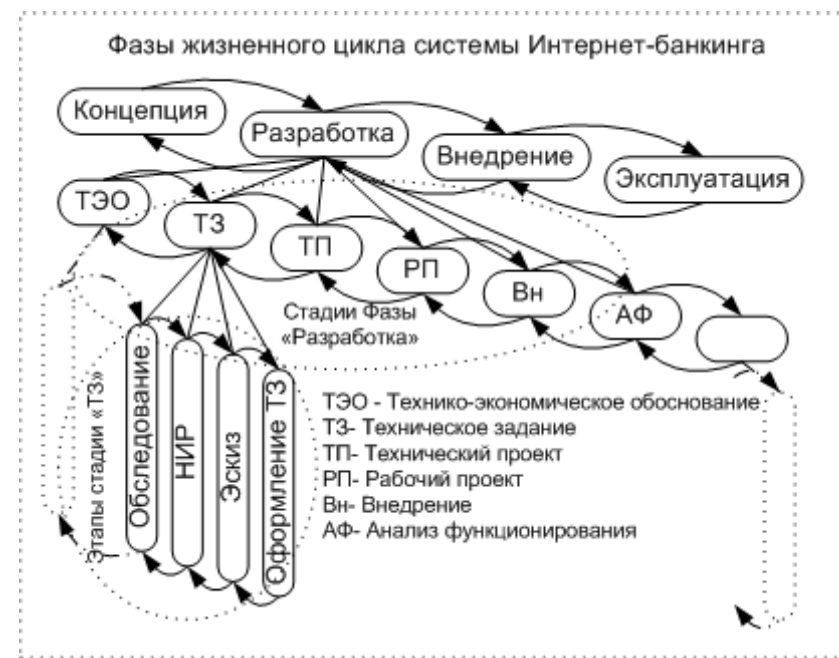 Фазы жизненного цикла системы Интернет-банкинга
Концепция
Разработка
Внедрение
Эксплуатация
ТЭО
ТЗ
ТП
РП
Вн
АФ
Стадии Фазы
«Разработка»
Этапы стадии «ТЗ»
Обследование
НИР
Эскиз
Оформление ТЗ
ТЭО - Технико-экономическое обоснование
ТЗ- Техническое задание
ТП- Технический проект
РП- Рабочий проект
Вн- Внедрение
АФ- Анализ функционирования